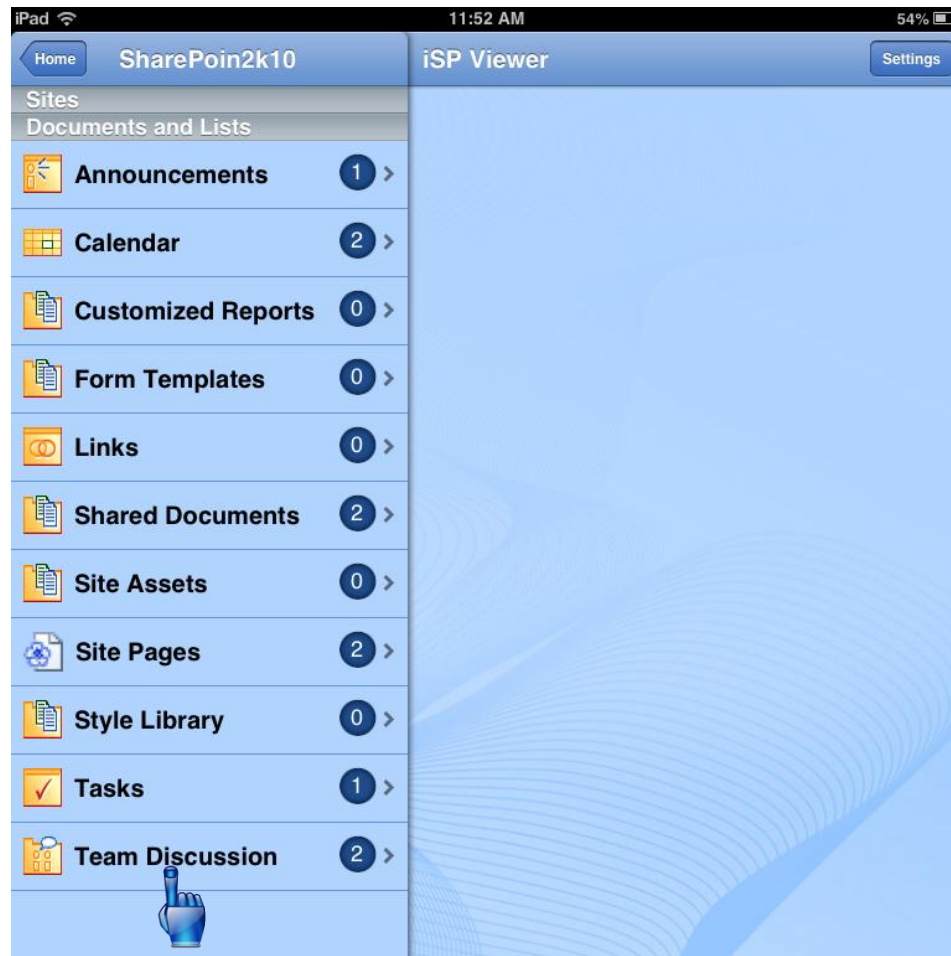 iPad 11:52 AM 54%
Home SharePoin2k10 iSP Viewer Settings
Sites
Documents and Lists
Announcements 1
Calendar 2
Customized Reports 0
Form Templates 0
Links 0
Shared Documents 2
Site Assets 0
Site Pages 2
Style Library 0
Tasks 1
Team Discussion 2